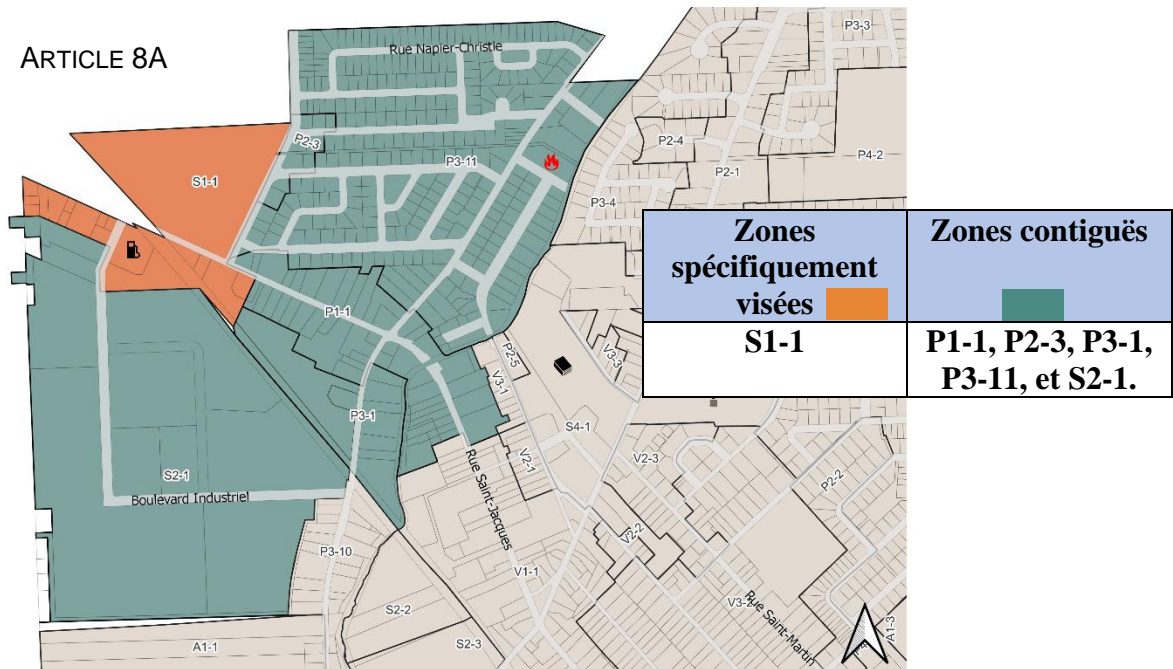 ARTICLE 8A
Rue Napier-Christie
P3-3
P2-3
P2-4
P4-2
P3-11
P2-1
S1-1
P3-4
Zones spécifiquement visées
Zones contiguës
S1-1
P1-1, P2-3, P3-1, P3-11, et S2-1.
P1-1
P2-5
V3-3
V3-1
P3-1
S4-1
V2-1
V2-3
P2-2
S2-1
Boulevard Industriel
Rue Saint-Jacques
V2-2
P3-10
V1-1
V3-2
Rue Saint-Martin
S2-2
S2-3
A1-1
A1-3